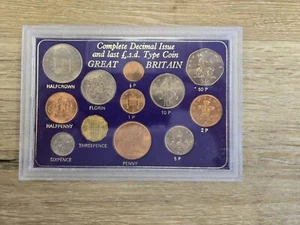 Complete Decimal Issue
and last £.s.d. Type Coin
GREAT BRITAIN
HALFCROWN
FLORIN
½ P
10 P
50 P
HALFPENNY
1 P
2 P
SIXPENCE
THREEPENCE
PENNY
5 P